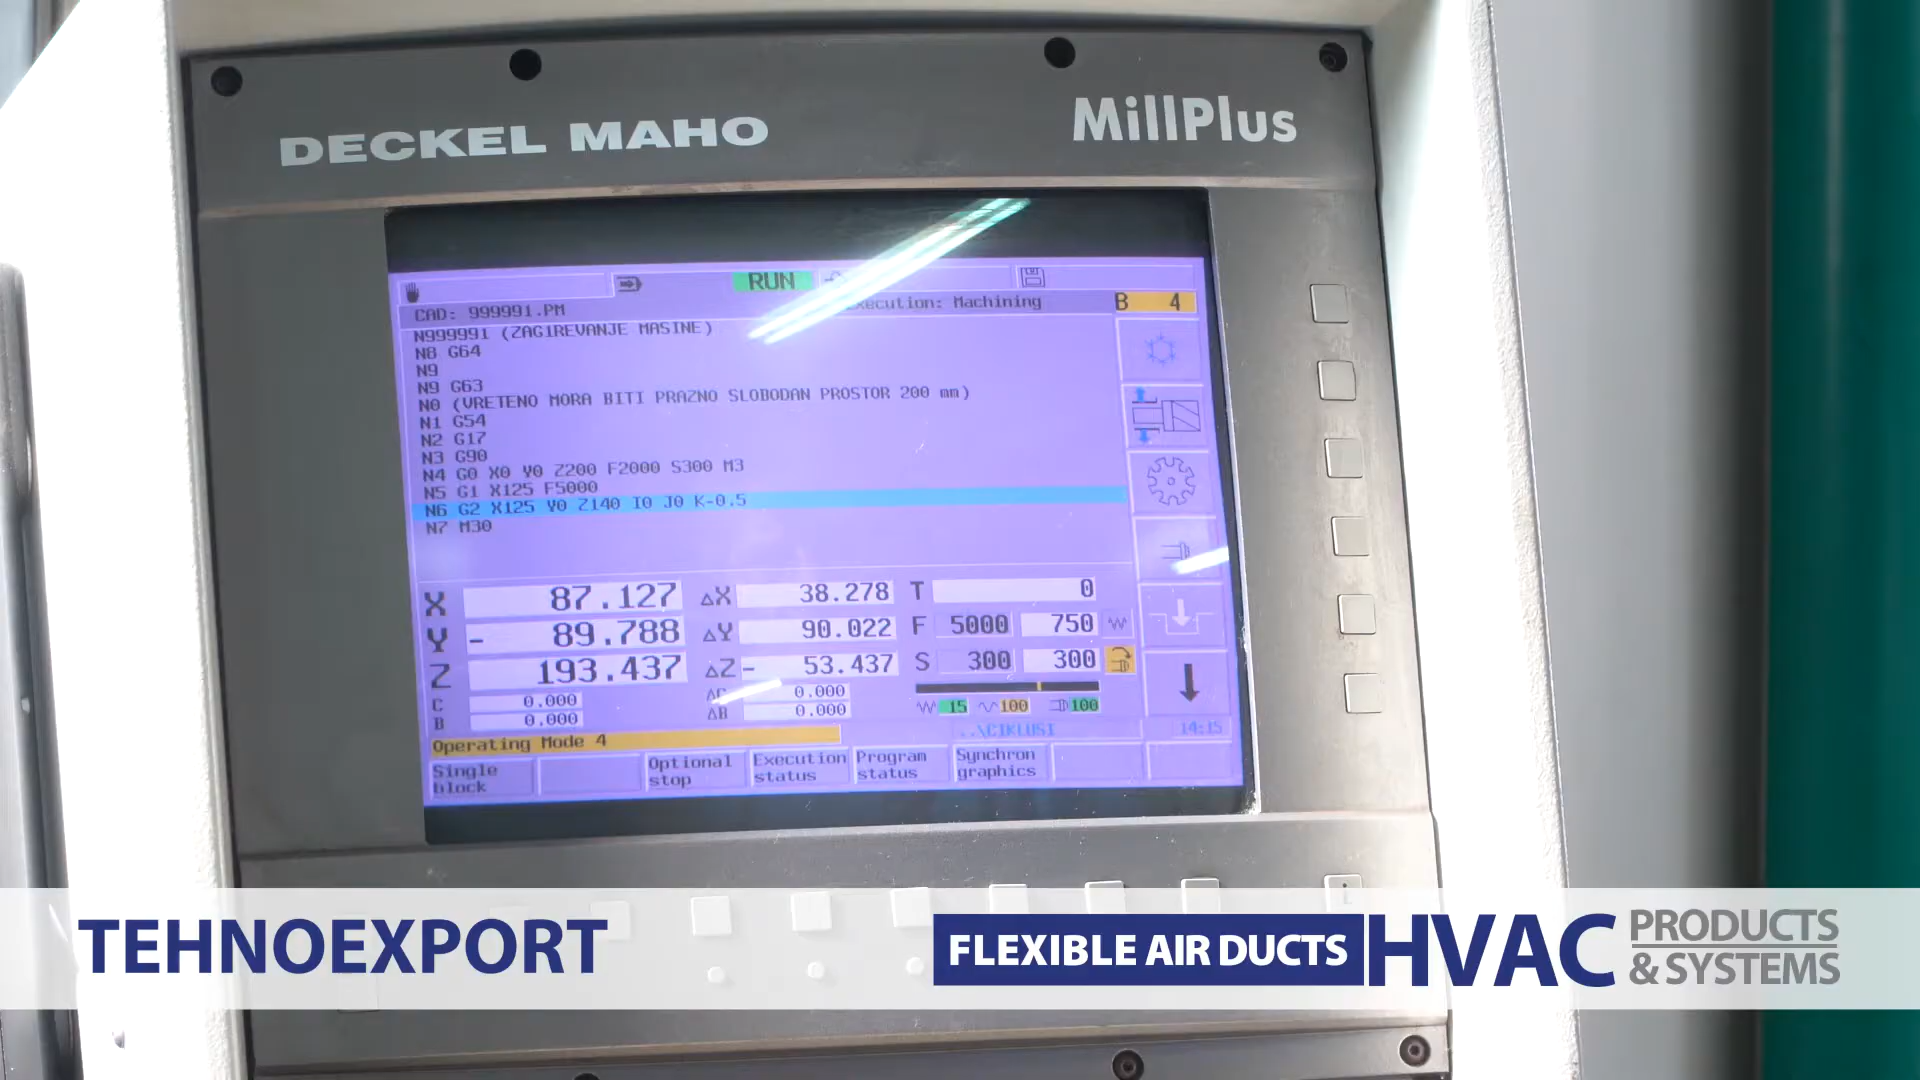 DECKEL MAHO
MillPlus
RUN
CAD: 999991.PM
Execution: Machining
B 4
N999991 (ZAG1REVANJE MASINE)
N8 G64
N9
N9 G63
N0 (VRETENO MORA BITI PRAZNO SLOBODAN PROSTOR 200 mm)
N1 G54
N2 G17
N3 G90
N4 G0 X0 Y0 Z200 F2000 S300 M3
N5 G1 X125 F5000
N6 G2 X125 Y0 Z140 I0 J0 K-0.5
N7 M30
X 87.127 ΔX 38.278 T 0
Y - 89.788 ΔY 90.022 F 5000 750
Z 193.437 ΔZ - 53.437 S 300 300
C 0.000 ΔC 0.000
B 0.000 ΔB 0.000
15 100 100
Operating Mode 4
..\CIKLUSI
14:15
Single block
Optional stop
Execution status
Program status
Synchron graphics
TEHNOEXPORT
FLEXIBLE AIR DUCTS
HVAC
PRODUCTS
& SYSTEMS